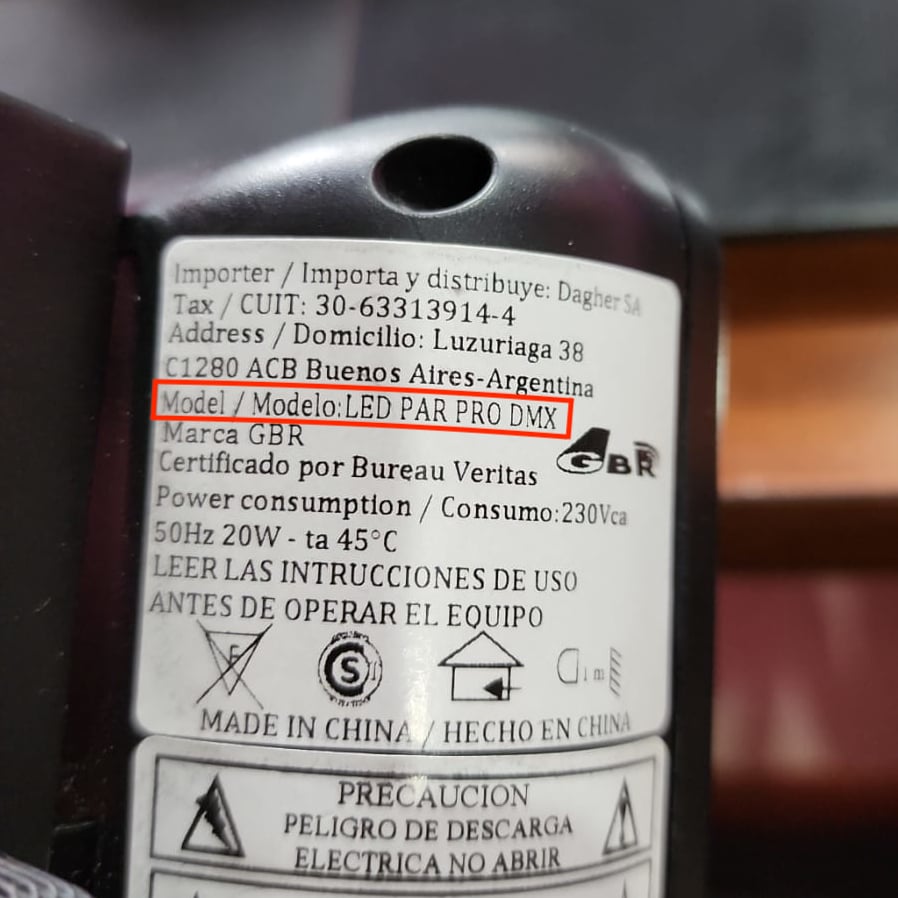 Importer / Importa y distribuye: Dagher SA
Tax / CUIT: 30-63313914-4
Address / Domicilio: Luzuriaga 38
C1280 ACB Buenos Aires-Argentina
Model / Modelo:LED PAR PRO DMX
Marca GBR
GBR
Certificado por Bureau Veritas
Power consumption / Consumo:230Vca
50Hz 20W - ta 45°C
LEER LAS INTRUCCIONES DE USO
ANTES DE OPERAR EL EQUIPO
F S 1m
MADE IN CHINA / HECHO EN CHINA
PRECAUCION
PELIGRO DE DESCARGA
ELECTRICA NO ABRIR